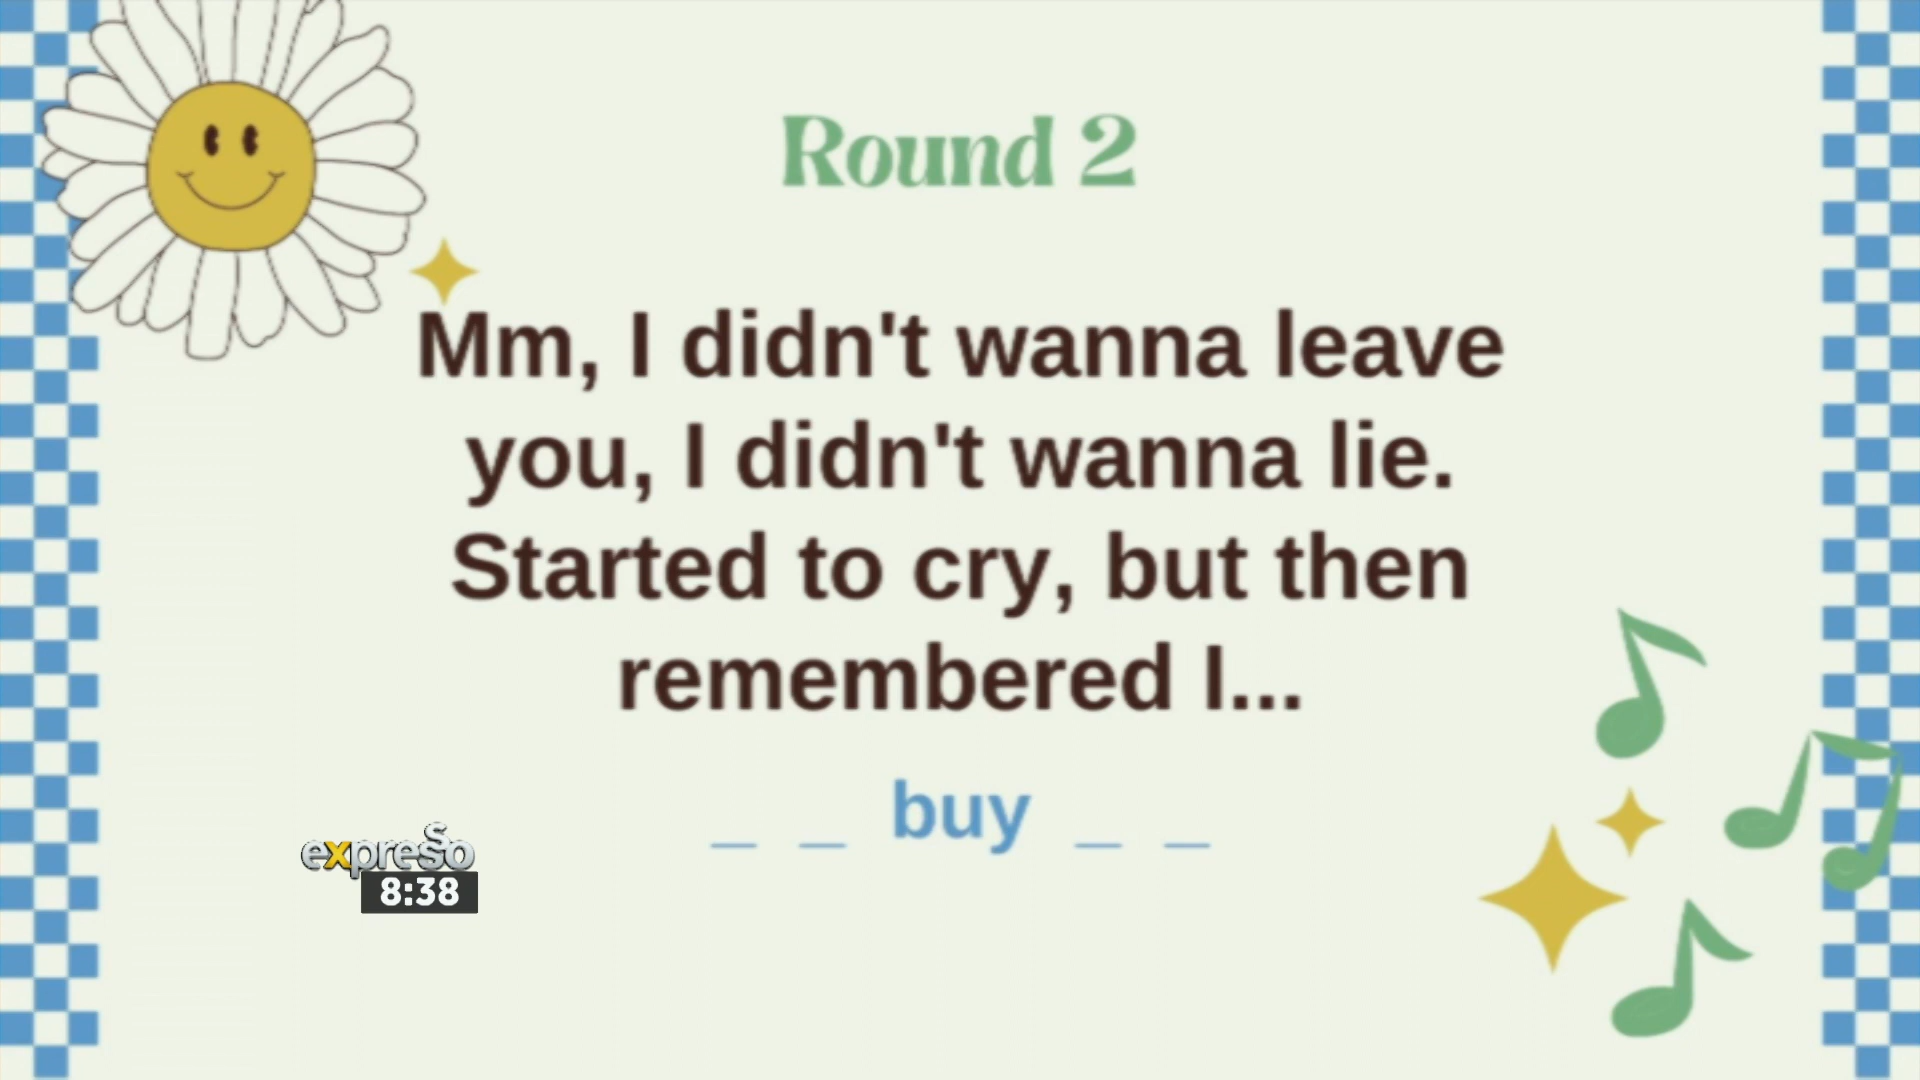 Round 2
Mm, I didn't wanna leave
you, I didn't wanna lie.
Started to cry, but then
remembered I...
_ _ buy _ _
expresso
8:38